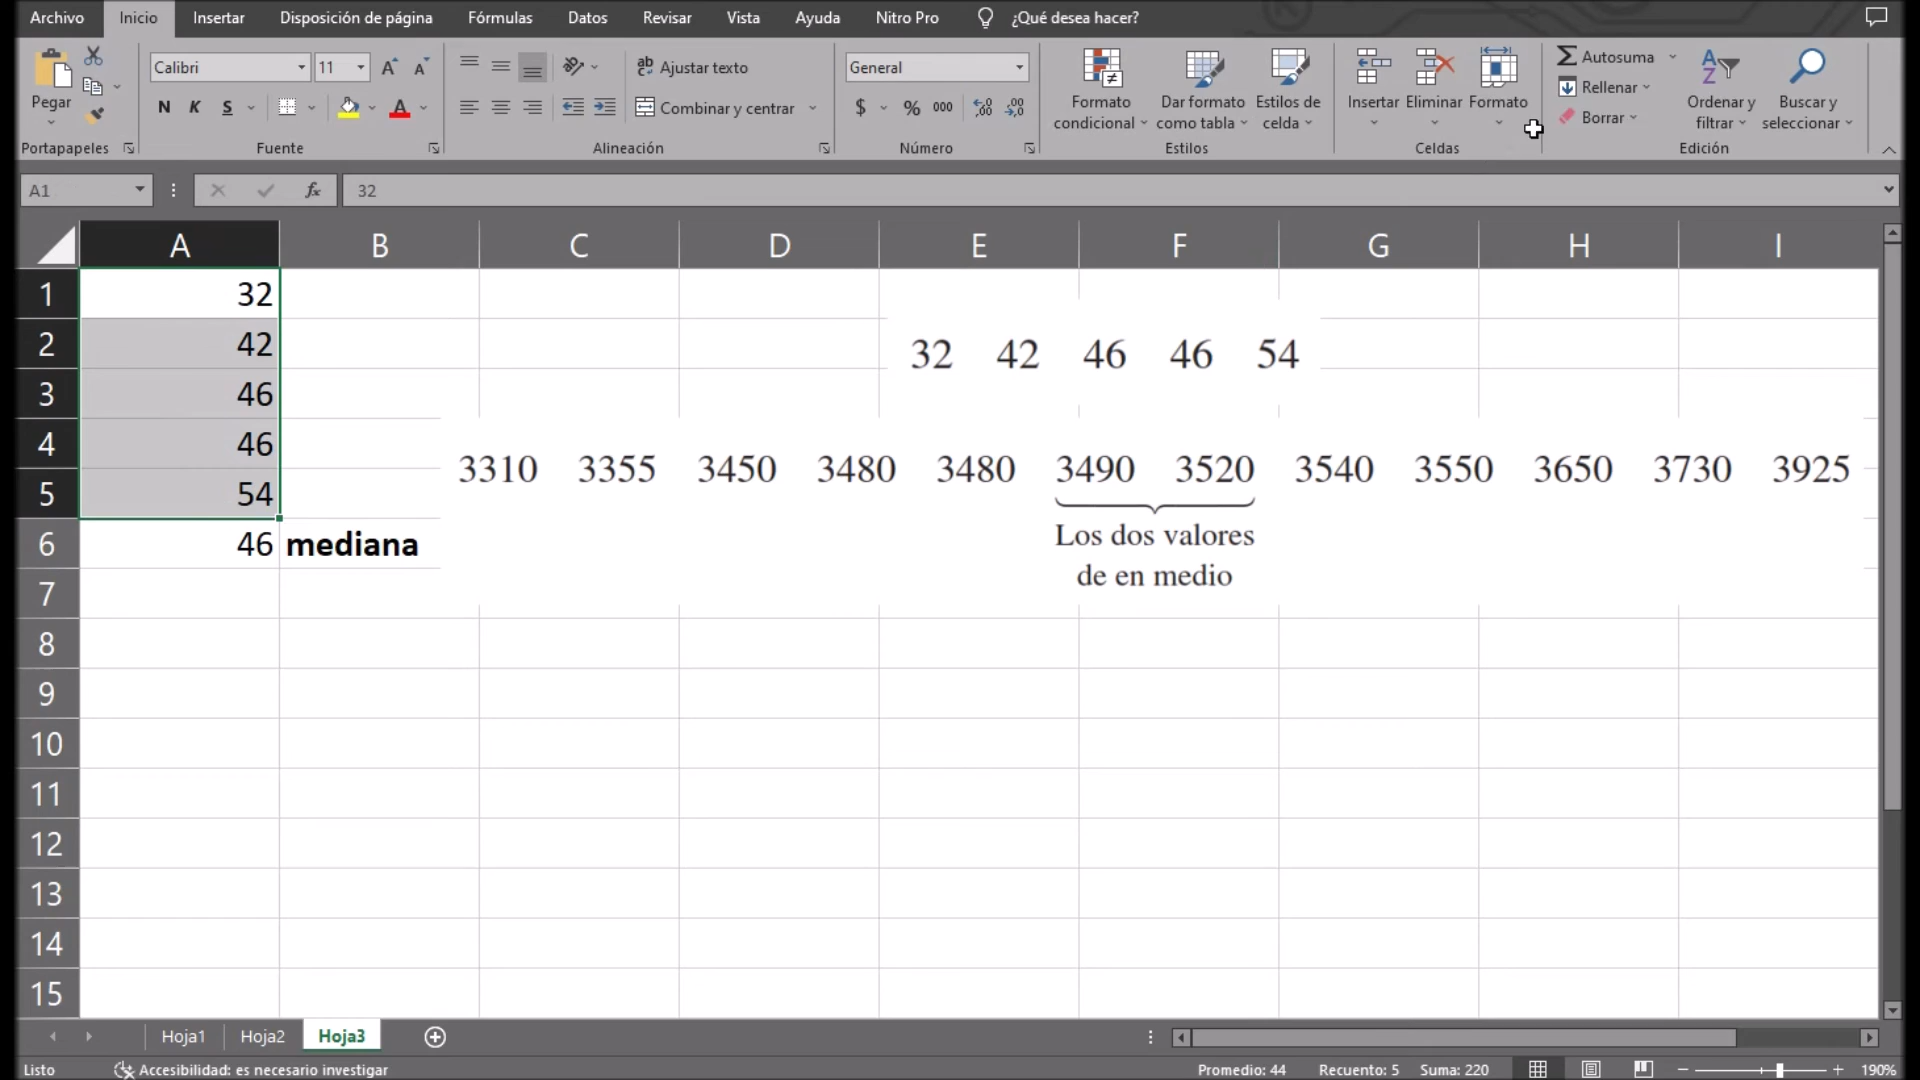 Archivo Inicio Insertar Disposición de página Fórmulas Datos Revisar Vista Ayuda Nitro Pro ¿Qué desea hacer?
Pegar
Portapapeles
Calibri 11
N K S
Fuente
Ajustar texto
Combinar y centrar
Alineación
General
$ % 000
Número
Formato condicional
Dar formato como tabla
Estilos de celda
Estilos
Insertar Eliminar Formato
Celdas
Autosuma
Rellenar
Borrar
Ordenar y filtrar
Buscar y seleccionar
Edición
A1 fx 32
A B C D E F G H I
1 32
2 42
32 42 46 46 54
3 46
4 46
3310 3355 3450 3480 3480 3490 3520 3540 3550 3650 3730 3925
5 54
Los dos valores
de en medio
6 46 mediana
7
8
9
10
11
12
13
14
15
Hoja1 Hoja2 Hoja3
Listo Accesibilidad: es necesario investigar Promedio: 44 Recuento: 5 Suma: 220 190%